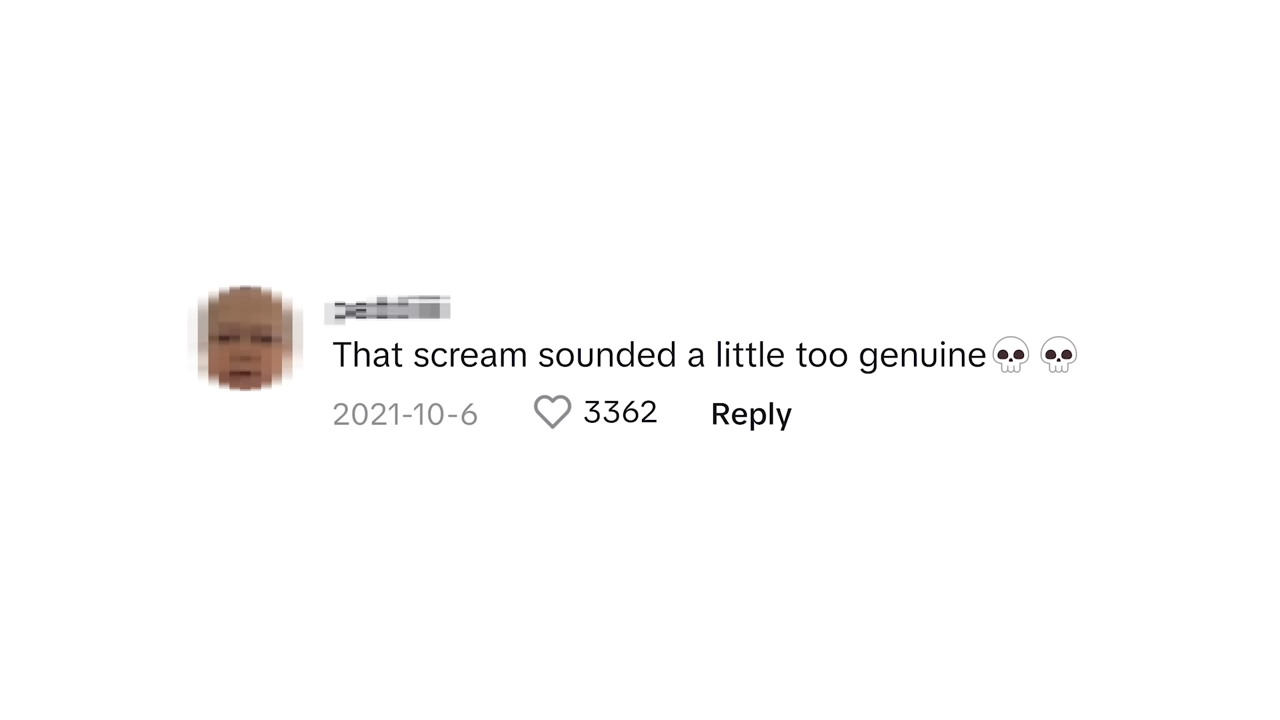 That scream sounded a little too genuine💀💀
2021-10-6 3362 Reply